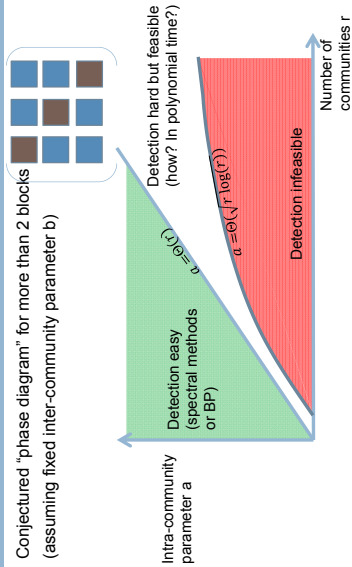 Conjectured “phase diagram” for more than 2 blocks
(assuming fixed inter-community parameter b)
Intra-community
parameter a
Detection easy
(spectral methods
or BP)
a=Θ(r)
Detection hard but feasible
(how? In polynomial time?)
a=Θ(√r log(r))
Detection infeasible
Number of
communities r